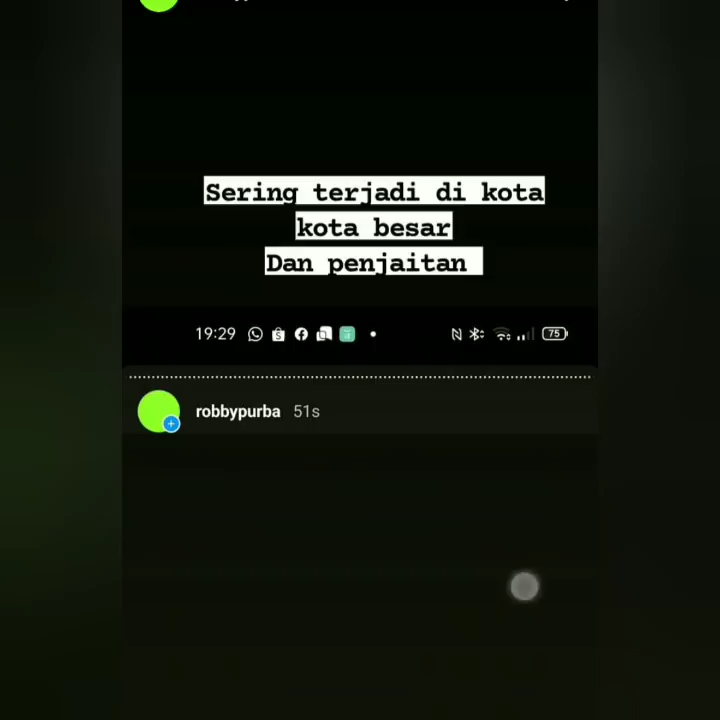 Sering terjadi di kota
kota besar
Dan penjaitan
19:29
75
robbypurba 51s